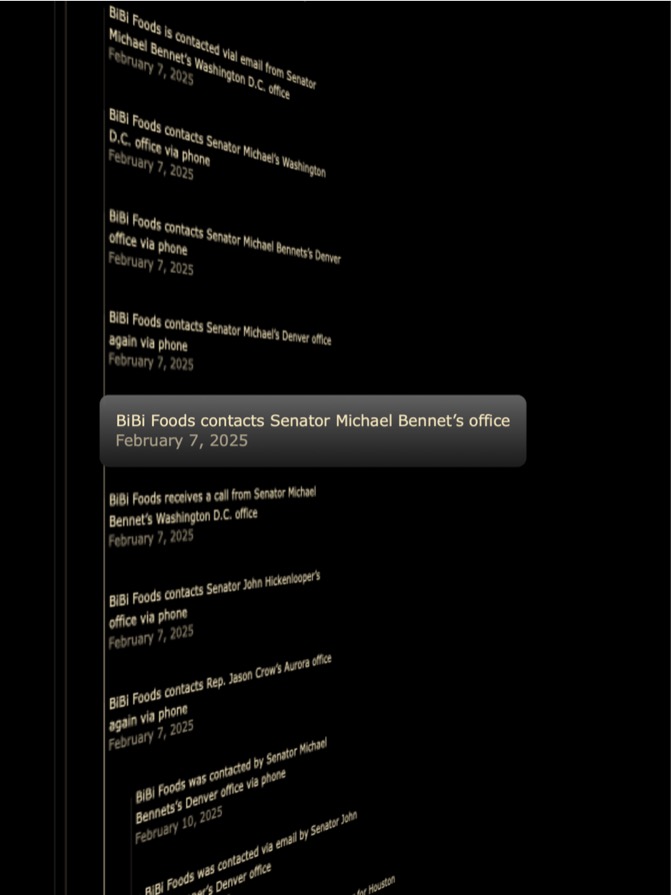 BiBi Foods is contacted vial email from Senator
Michael Bennet's Washington D.C. office
February 7, 2025
BiBi Foods contacts Senator Michael's Washington
D.C. office via phone
February 7, 2025
BiBi Foods contacts Senator Michael Bennets's Denver
office via phone
February 7, 2025
BiBi Foods contacts Senator Michael's Denver office
again via phone
February 7, 2025
BiBi Foods contacts Senator Michael Bennet’s office
February 7, 2025
BiBi Foods receives a call from Senator Michael
Bennet's Washington D.C. office
February 7, 2025
BiBi Foods contacts Senator John Hickenlooper's
office via phone
February 7, 2025
BiBi Foods contacts Rep. Jason Crow's Aurora office
again via phone
February 7, 2025
BiBi Foods was contacted by Senator Michael
Bennets's Denver office via phone
February 10, 2025
BiBi Foods was contacted via email by Senator John
Denver office
for Houston